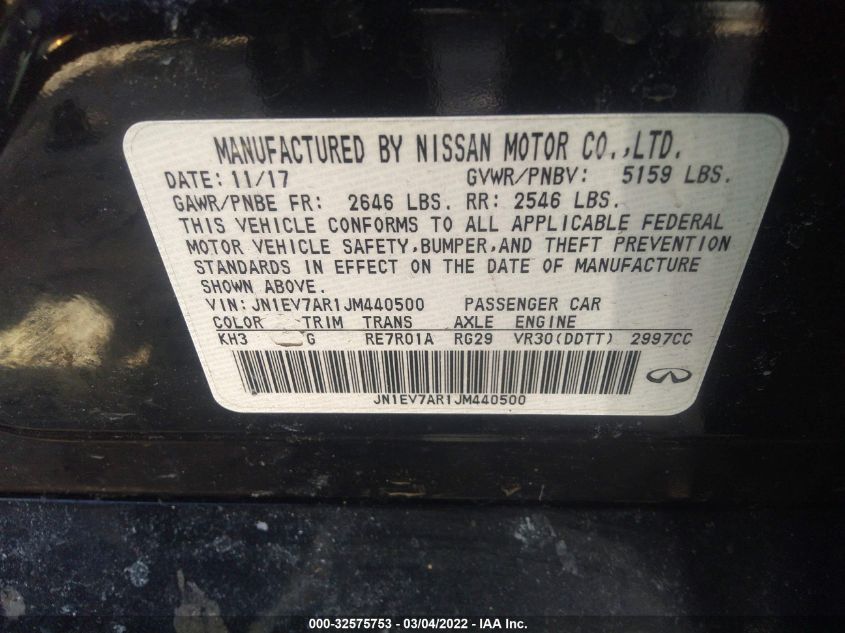 MANUFACTURED BY NISSAN MOTOR CO.,LTD.
DATE: 11/17 GVWR/PNBV: 5159 LBS.
GAWR/PNBE FR: 2646 LBS. RR: 2546 LBS.
THIS VEHICLE CONFORMS TO ALL APPLICABLE FEDERAL
MOTOR VEHICLE SAFETY,BUMPER,AND THEFT PREVENTION
STANDARDS IN EFFECT ON THE DATE OF MANUFACTURE
SHOWN ABOVE.
VIN:JN1EV7AR1JM440500 PASSENGER CAR
COLOR TRIM TRANS AXLE ENGINE
KH3 G RE7R01A RG29 VR30(DDTT) 2997CC
JN1EV7AR1JM440500
000-32575753 - 03/04/2022 - IAA Inc.